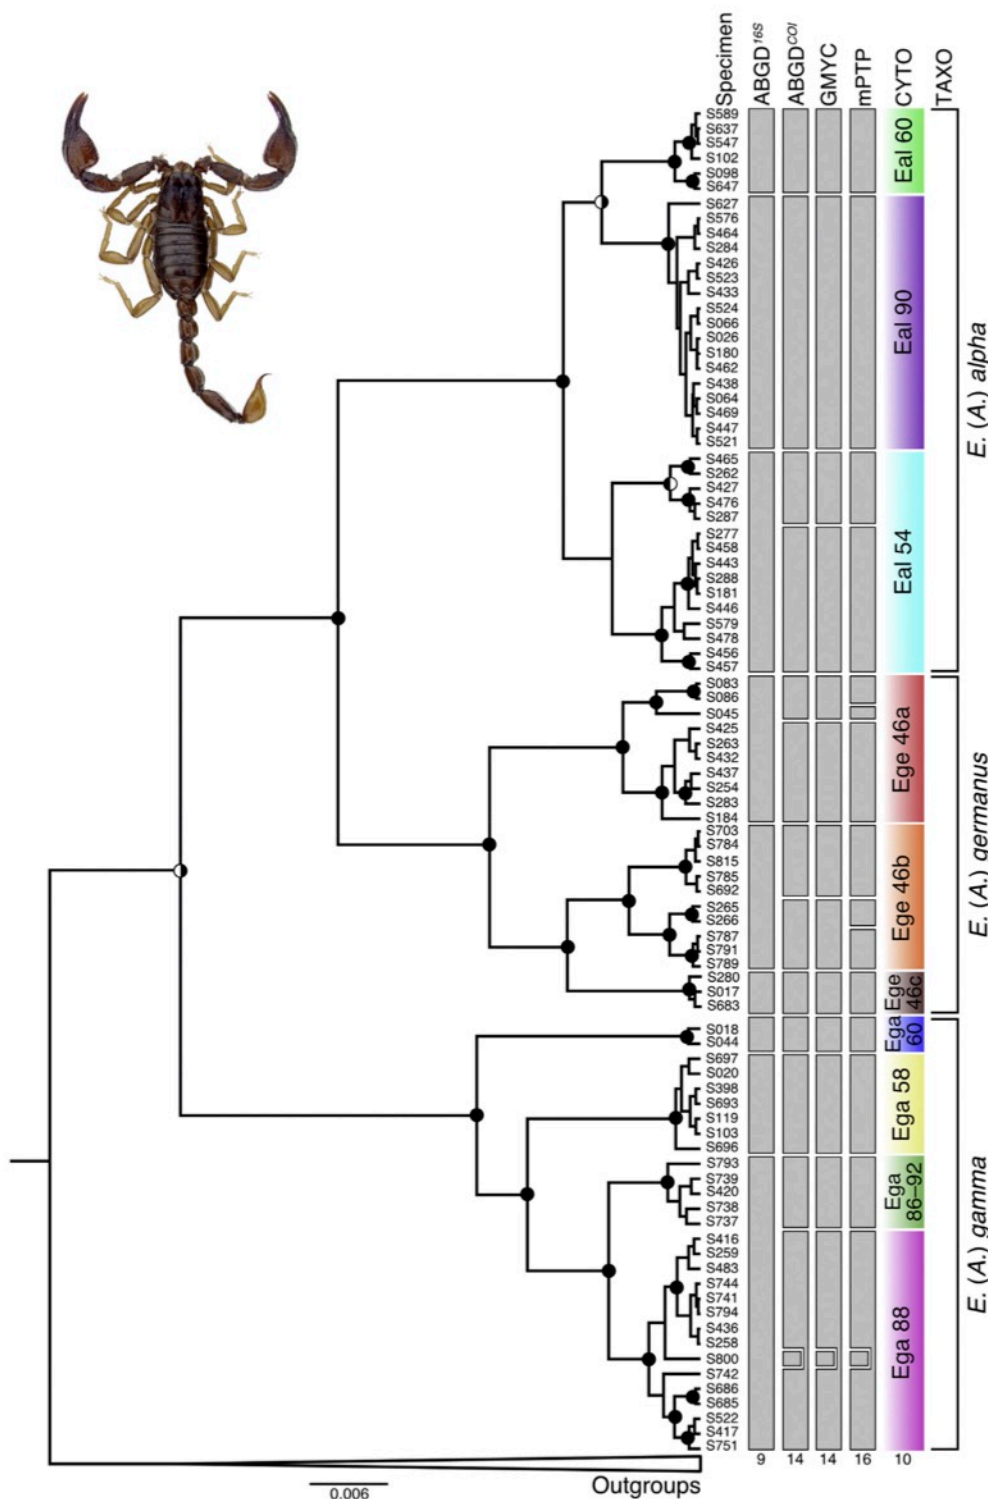 Specimen
ABGD16S
ABGDCOI
GMYC
mPTP
CYTO
TAXO
S589
S637
S547
S102
S098
S647
S627
S576
S464
S284
S426
S523
S433
S524
S066
S026
S180
S462
S438
S064
S469
S447
S521
S465
S262
S427
S476
S287
S277
S458
S443
S288
S181
S446
S579
S478
S456
S457
S083
S086
S045
S425
S263
S432
S437
S254
S283
S184
S703
S784
S815
S785
S692
S265
S266
S787
S791
S789
S280
S017
S683
S018
S044
S697
S020
S398
S693
S119
S103
S696
S793
S739
S420
S738
S737
S416
S259
S483
S744
S741
S794
S436
S258
S800
S742
S686
S685
S522
S417
S751
Eal 60
Eal 90
Eal 54
Ege 46a
Ege 46b
Ege
46c
Ega
60
Ega 58
Ega
86–92
Ega 88
E. (A.) alpha
E. (A.) germanus
E. (A.) gamma
9
14
14
16
10
Outgroups
0.006